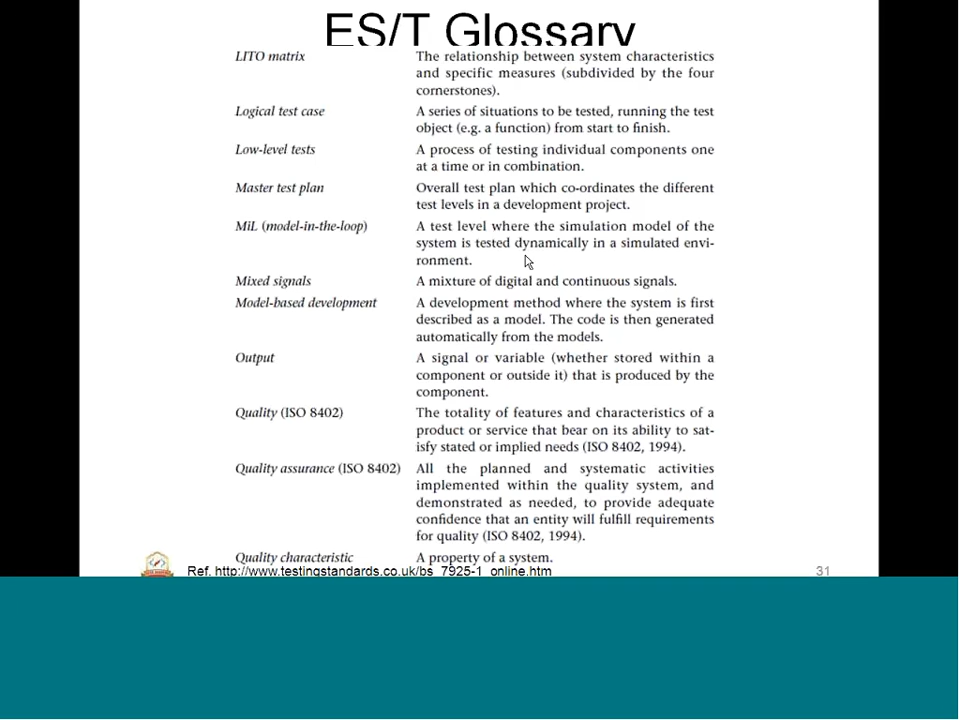 ES/T Glossary
LITO matrix The relationship between system characteristics
and specific measures (subdivided by the four
cornerstones).
Logical test case A series of situations to be tested, running the test
object (e.g. a function) from start to finish.
Low-level tests A process of testing individual components one
at a time or in combination.
Master test plan Overall test plan which co-ordinates the different
test levels in a development project.
MiL (model-in-the-loop) A test level where the simulation model of the
system is tested dynamically in a simulated envi-
ronment.
Mixed signals A mixture of digital and continuous signals.
Model-based development A development method where the system is first
described as a model. The code is then generated
automatically from the models.
Output A signal or variable (whether stored within a
component or outside it) that is produced by the
component.
Quality (ISO 8402) The totality of features and characteristics of a
product or service that bear on its ability to sat-
isfy stated or implied needs (ISO 8402, 1994).
Quality assurance (ISO 8402) All the planned and systematic activities
implemented within the quality system, and
demonstrated as needed, to provide adequate
confidence that an entity will fulfill requirements
for quality (ISO 8402, 1994).
Quality characteristic A property of a system.
Ref. http://www.testingstandards.co.uk/bs_7925-1_online.htm 31